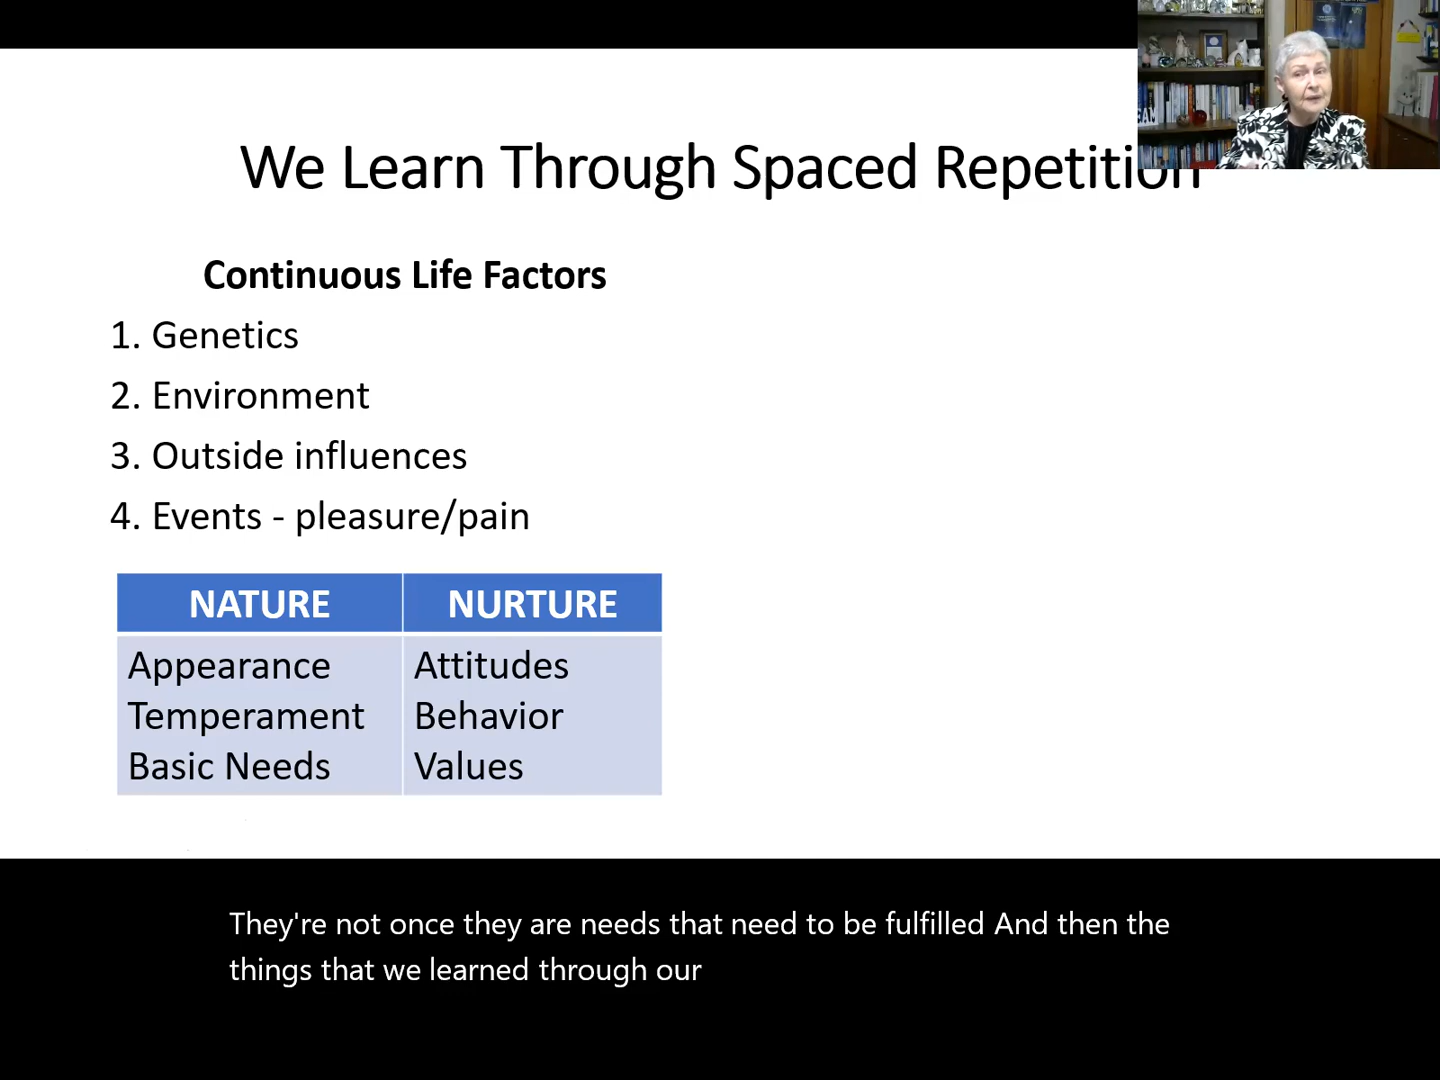 We Learn Through Spaced Repetition
Continuous Life Factors
1. Genetics
2. Environment
3. Outside influences
4. Events - pleasure/pain
NATURE NURTURE
Appearance Attitudes
Temperament Behavior
Basic Needs Values
They're not once they are needs that need to be fulfilled And then the
things that we learned through our